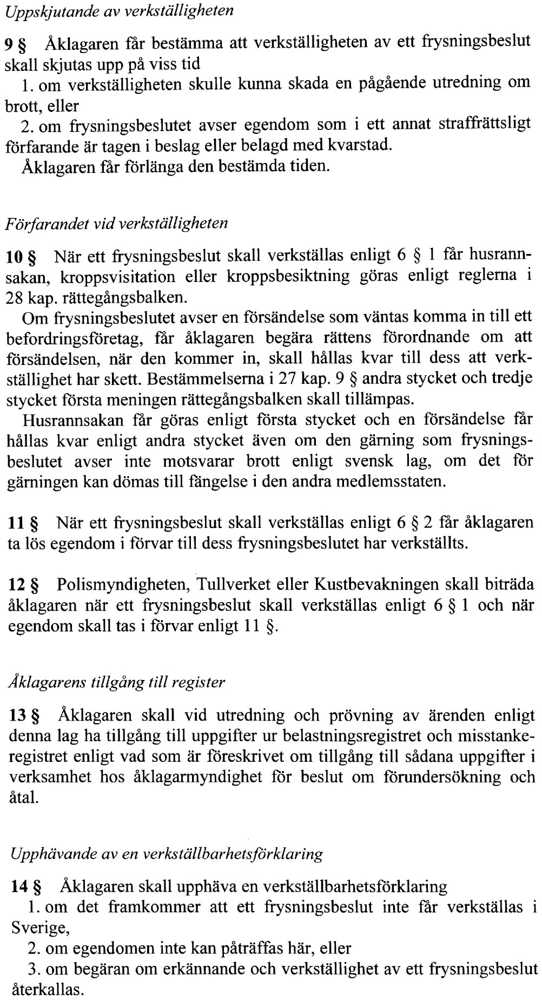 Uppskjutande av verkställigheten
9 § Åklagaren får bestämma att verkställigheten av ett frysningsbeslut
skall skjutas upp på viss tid
1. om verkställigheten skulle kunna skada en pågående utredning om
brott, eller
2. om frysningsbeslutet avser egendom som i ett annat straffrättsligt
förfarande är tagen i beslag eller belagd med kvarstad.
Åklagaren får förlänga den bestämda tiden.
Förfarandet vid verkställigheten
10 § När ett frysningsbeslut skall verkställas enligt 6 § 1 får husrann-
sakan, kroppsvisitation eller kroppsbesiktning göras enligt reglerna i
28 kap. rättegångsbalken.
Om frysningsbeslutet avser en försändelse som väntas komma in till ett
befordringsföretag, får åklagaren begära rättens förordnande om att
försändelsen, när den kommer in, skall hållas kvar till dess att verk-
ställighet har skett. Bestämmelserna i 27 kap. 9 § andra stycket och tredje
stycket första meningen rättegångsbalken skall tillämpas.
Husrannsakan får göras enligt första stycket och en försändelse får
hållas kvar enligt andra stycket även om den gärning som frysnings-
beslutet avser inte motsvarar brott enligt svensk lag, om det för
gärningen kan dömas till fängelse i den andra medlemsstaten.
11 § När ett frysningsbeslut skall verkställas enligt 6 § 2 får åklagaren
ta lös egendom i förvar till dess frysningsbeslutet har verkställts.
12 § Polismyndigheten, Tullverket eller Kustbevakningen skall biträda
åklagaren när ett frysningsbeslut skall verkställas enligt 6 § 1 och när
egendom skall tas i förvar enligt 11 §.
Åklagarens tillgång till register
13 § Åklagaren skall vid utredning och prövning av ärenden enligt
denna lag ha tillgång till uppgifter ur belastningsregistret och misstanke-
registret enligt vad som är föreskrivet om tillgång till sådana uppgifter i
verksamhet hos åklagarmyndighet för beslut om förundersökning och
åtal.
Upphävande av en verkställbarhetsförklaring
14 § Åklagaren skall upphäva en verkställbarhetsförklaring
1. om det framkommer att ett frysningsbeslut inte får verkställas i
Sverige,
2. om egendomen inte kan påträffas här, eller
3. om begäran om erkännande och verkställighet av ett frysningsbeslut
återkallas.